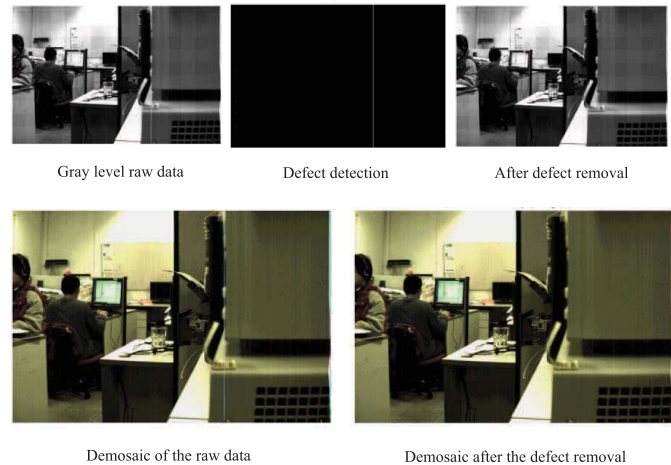 Gray level raw data
Defect detection
After defect removal
Demosaic of the raw data
Demosaic after the defect removal